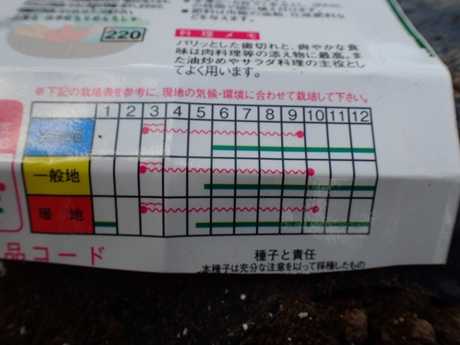 220
料理メモ
パリッとした歯切れと、爽やかな食
味は肉料理等の添え物に最高。ま
た油炒めやサラダ料理の主役とし
てよく用います。
※下記の栽培表を参考に、現地の気候・環境に合わせて栽培して下さい。
1 2 3 4 5 6 7 8 9 10 11 12
一般地
暖 地
品コード
種子と責任
本種子は充分な注意を以って採種したもの